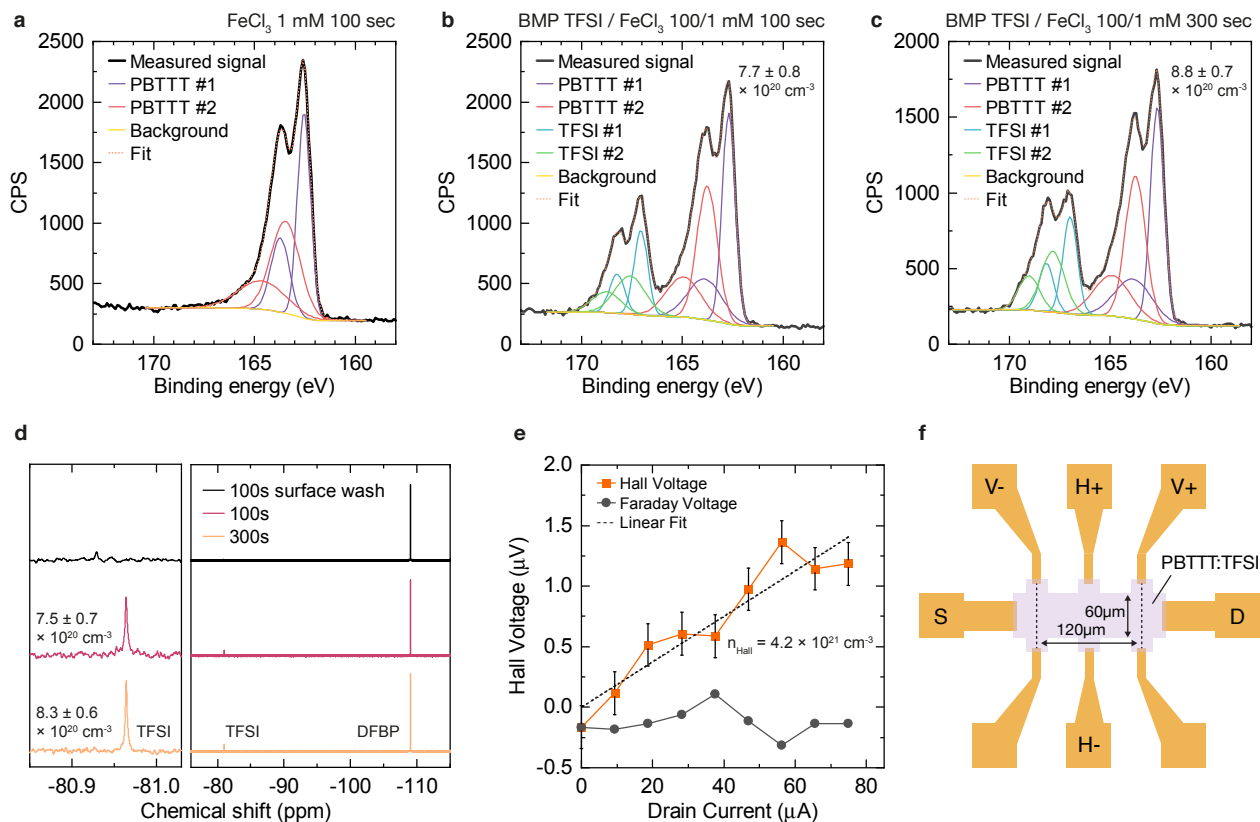 a
FeCl3 1 mM 100 sec
2500
2000
1500
1000
500
0
CPS
Measured signal
PBTTT #1
PBTTT #2
Background
Fit
170
165
160
Binding energy (eV)
b
BMP TFSI / FeCl3 100/1 mM 100 sec
2500
2000
1500
1000
500
0
CPS
Measured signal
PBTTT #1
PBTTT #2
TFSI #1
TFSI #2
Background
Fit
7.7 ± 0.8
× 10^20 cm^-3
170
165
160
Binding energy (eV)
c
BMP TFSI / FeCl3 100/1 mM 300 sec
2000
1500
1000
500
0
CPS
Measured signal
PBTTT #1
PBTTT #2
TFSI #1
TFSI #2
Background
Fit
8.8 ± 0.7
× 10^20 cm^-3
170
165
160
Binding energy (eV)
d
100s surface wash
100s
300s
7.5 ± 0.7
× 10^20 cm^-3
8.3 ± 0.6
× 10^20 cm^-3
TFSI
TFSI
DFBP
-80.9
-81.0
-80
-90
-100
-110
Chemical shift (ppm)
e
2.0
1.5
1.0
0.5
0.0
-0.5
Hall Voltage (µV)
Hall Voltage
Faraday Voltage
Linear Fit
nHall = 4.2 × 10^21 cm^-3
0
20
40
60
80
Drain Current (µA)
f
V-
H+
V+
PBTTT:TFSI
S
60µm
D
120µm
H-